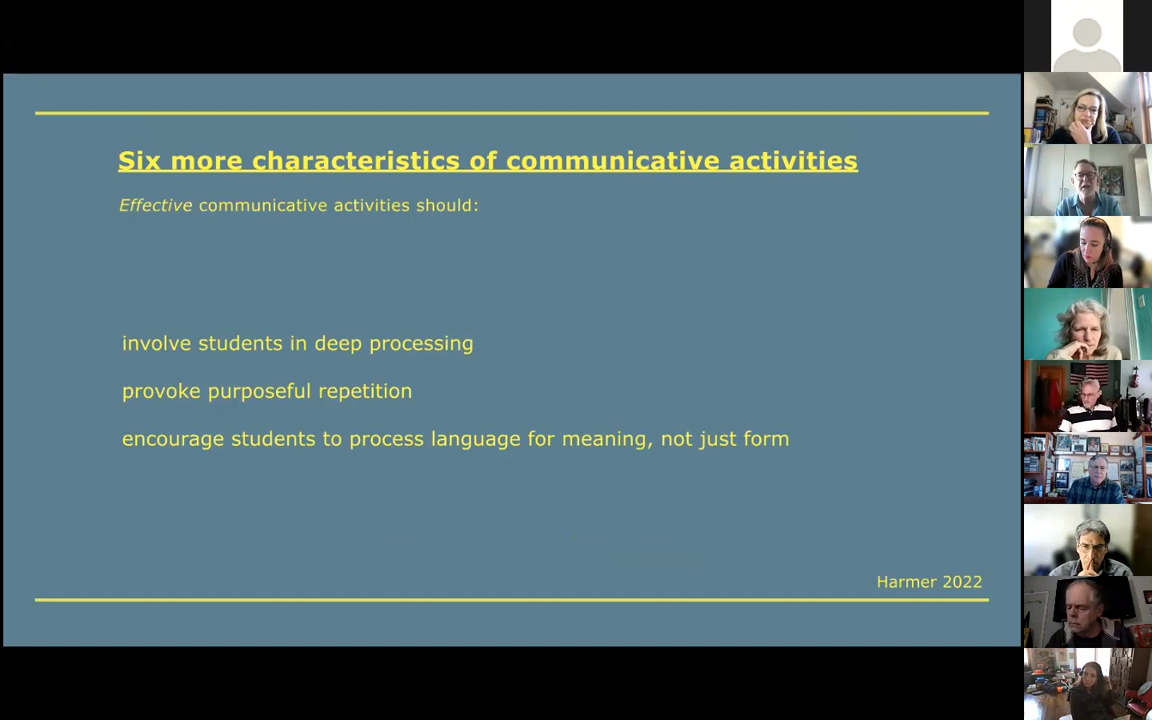 Six more characteristics of communicative activities
Effective communicative activities should:
involve students in deep processing
provoke purposeful repetition
encourage students to process language for meaning, not just form
Harmer 2022